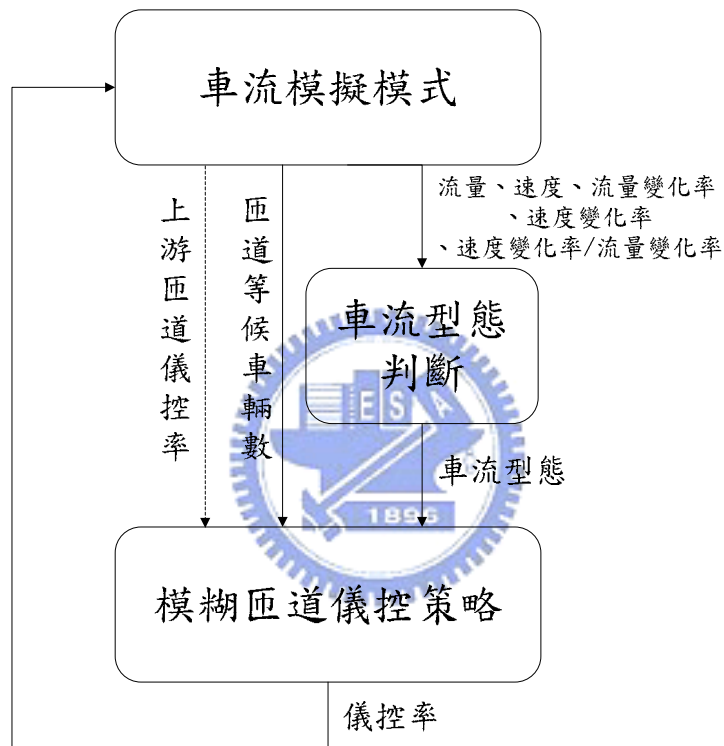 車流模擬模式
上游匝道儀控率
匝道等候車輛數
流量、速度、流量變化率
、速度變化率
、速度變化率/流量變化率
車流型態
判斷
ESA
車流型態
1896
模糊匝道儀控策略
儀控率